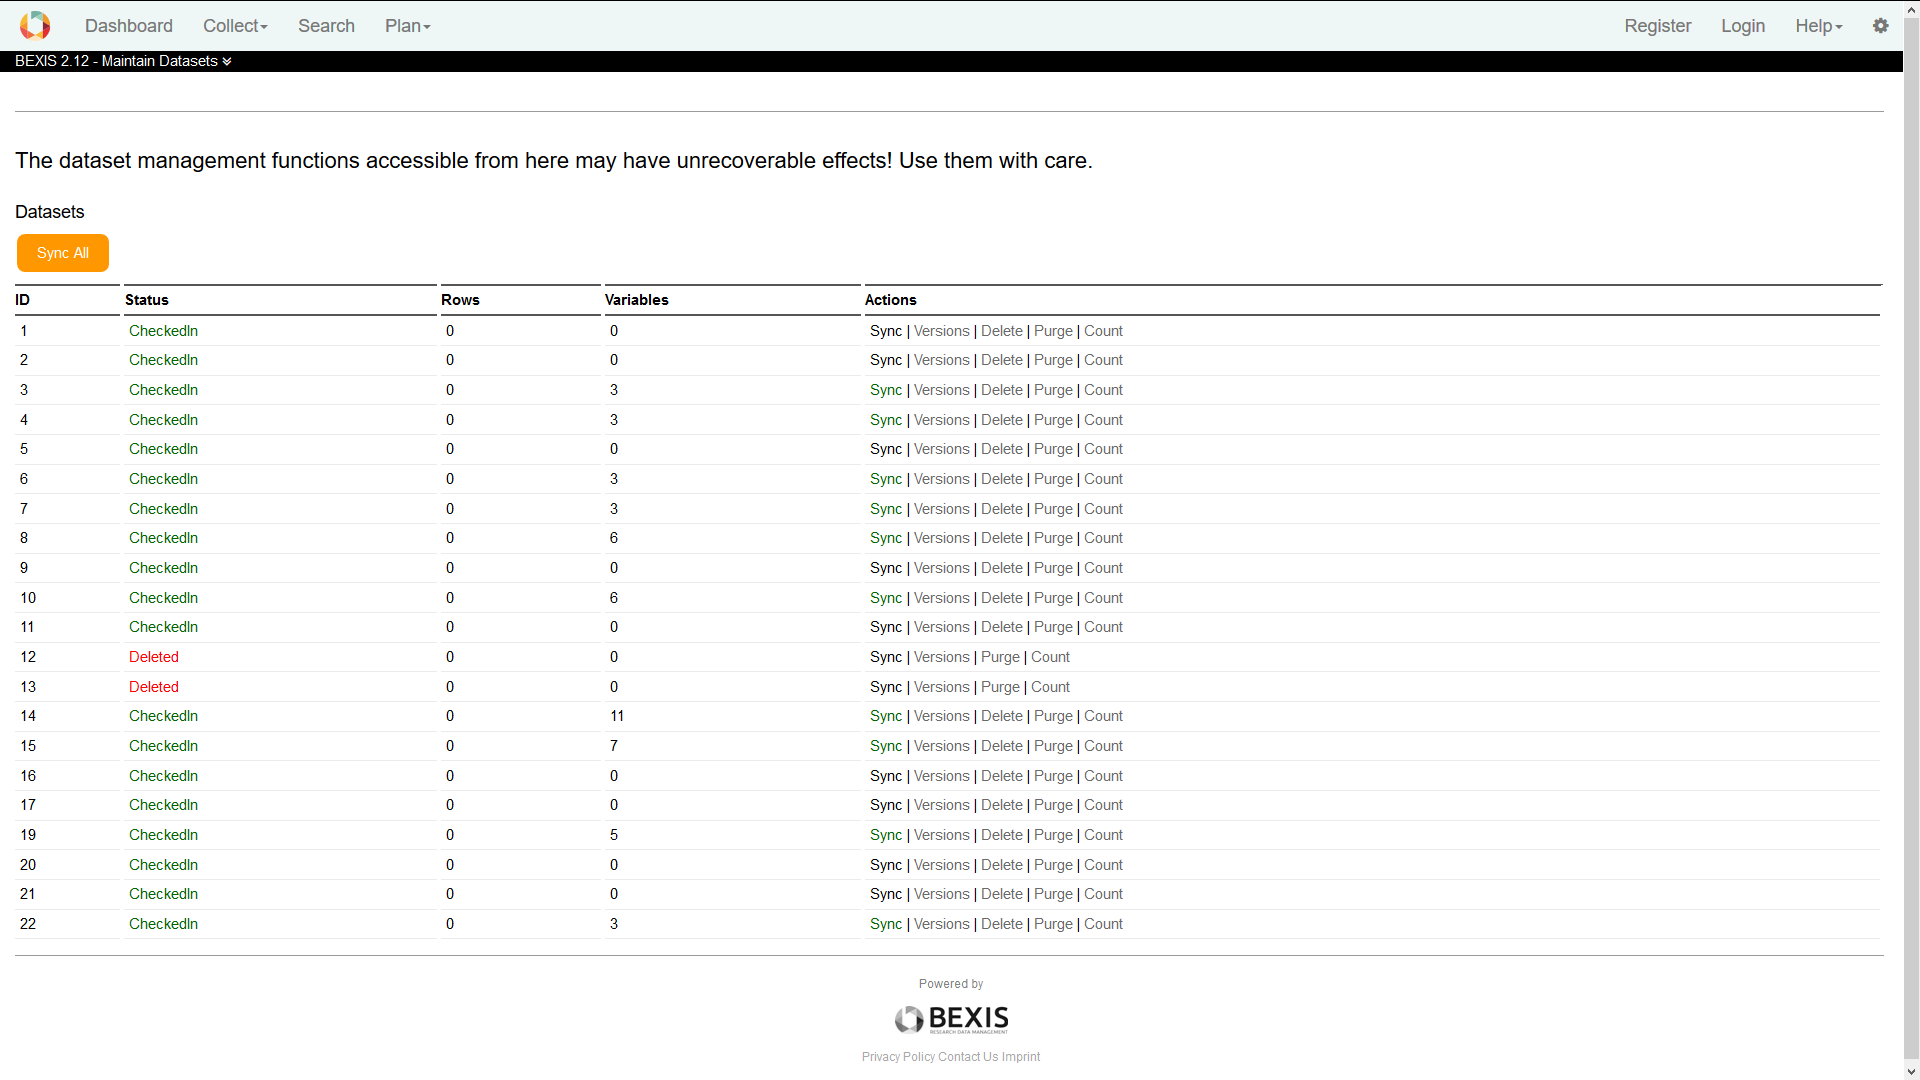 Dashboard Collect Search Plan Register Login Help
BEXIS 2.12 - Maintain Datasets
The dataset management functions accessible from here may have unrecoverable effects! Use them with care.
Datasets
Sync All
ID Status Rows Variables Actions
1 CheckedIn 0 0 Sync | Versions | Delete | Purge | Count
2 CheckedIn 0 0 Sync | Versions | Delete | Purge | Count
3 CheckedIn 0 3 Sync | Versions | Delete | Purge | Count
4 CheckedIn 0 3 Sync | Versions | Delete | Purge | Count
5 CheckedIn 0 0 Sync | Versions | Delete | Purge | Count
6 CheckedIn 0 3 Sync | Versions | Delete | Purge | Count
7 CheckedIn 0 3 Sync | Versions | Delete | Purge | Count
8 CheckedIn 0 6 Sync | Versions | Delete | Purge | Count
9 CheckedIn 0 0 Sync | Versions | Delete | Purge | Count
10 CheckedIn 0 6 Sync | Versions | Delete | Purge | Count
11 CheckedIn 0 0 Sync | Versions | Delete | Purge | Count
12 Deleted 0 0 Sync | Versions | Purge | Count
13 Deleted 0 0 Sync | Versions | Purge | Count
14 CheckedIn 0 11 Sync | Versions | Delete | Purge | Count
15 CheckedIn 0 7 Sync | Versions | Delete | Purge | Count
16 CheckedIn 0 0 Sync | Versions | Delete | Purge | Count
17 CheckedIn 0 0 Sync | Versions | Delete | Purge | Count
19 CheckedIn 0 5 Sync | Versions | Delete | Purge | Count
20 CheckedIn 0 0 Sync | Versions | Delete | Purge | Count
21 CheckedIn 0 0 Sync | Versions | Delete | Purge | Count
22 CheckedIn 0 3 Sync | Versions | Delete | Purge | Count
Powered by
BEXIS
RESEARCH DATA MANAGEMENT
Privacy Policy Contact Us Imprint